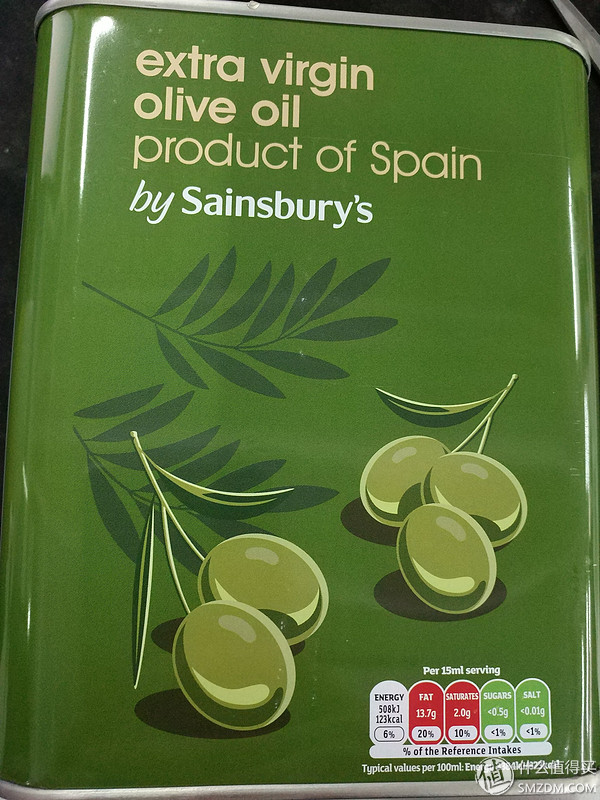 extra virgin
olive oil
product of Spain
by Sainsbury's
Per 15ml serving
ENERGY 508kJ 123kcal 6%
FAT 13.7g 20%
SATURATES 2.0g 10%
SUGARS <0.5g <1%
SALT <0.01g <1%
% of the Reference Intakes
Typical values per 100ml:
值 什么值得买
SMZDM.COM